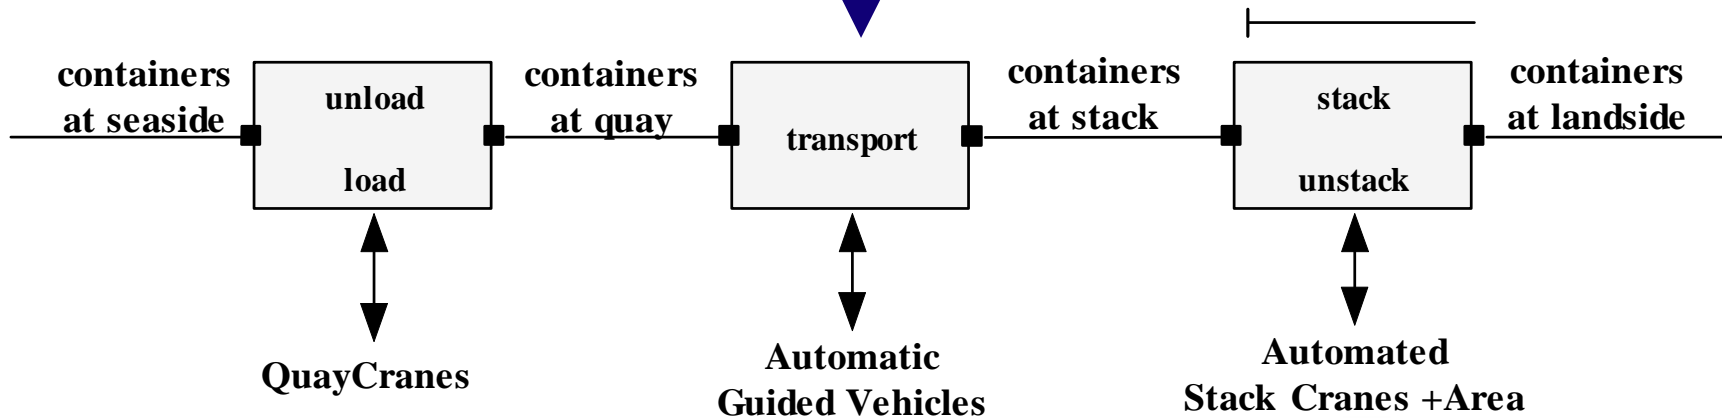 containers
at seaside
unload
load
containers
at quay
transport
containers
at stack
stack
unstack
containers
at landside
QuayCranes
Automatic
Guided Vehicles
Automated
Stack Cranes +Area